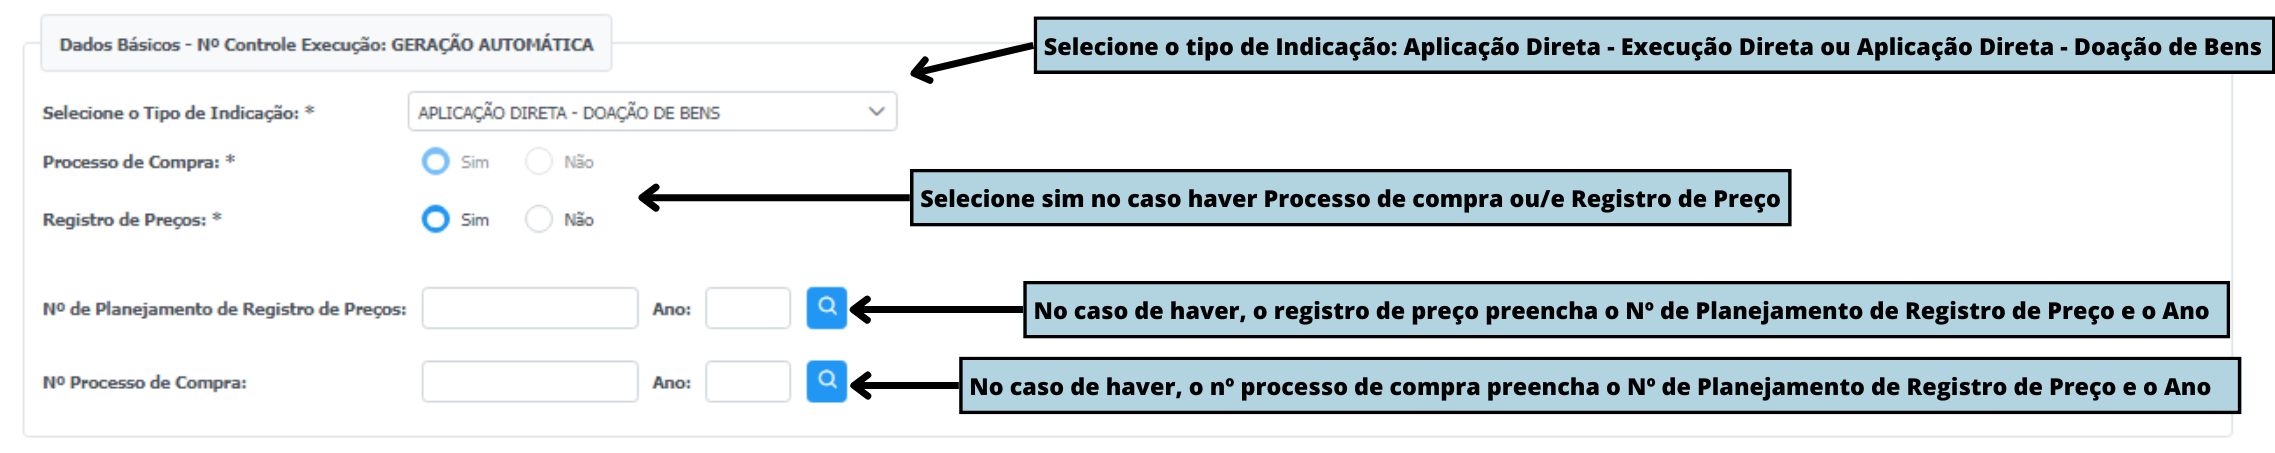 Dados Básicos - Nº Controle Execução: GERAÇÃO AUTOMÁTICA
Selecione o tipo de Indicação: Aplicação Direta - Execução Direta ou Aplicação Direta - Doação de Bens
Selecione o Tipo de Indicação: * APLICAÇÃO DIRETA - DOAÇÃO DE BENS
Processo de Compra: * Sim Não
Selecione sim no caso haver Processo de compra ou/e Registro de Preço
Registro de Preços: * Sim Não
Nº de Planejamento de Registro de Preços: Ano:
No caso de haver, o registro de preço preencha o Nº de Planejamento de Registro de Preço e o Ano
Nº Processo de Compra: Ano:
No caso de haver, o nº processo de compra preencha o Nº de Planejamento de Registro de Preço e o Ano